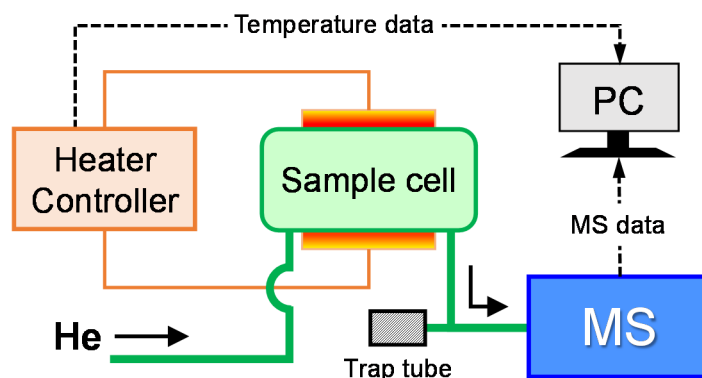 Temperature data
PC
Heater
Controller
Sample cell
MS data
He
MS
Trap tube